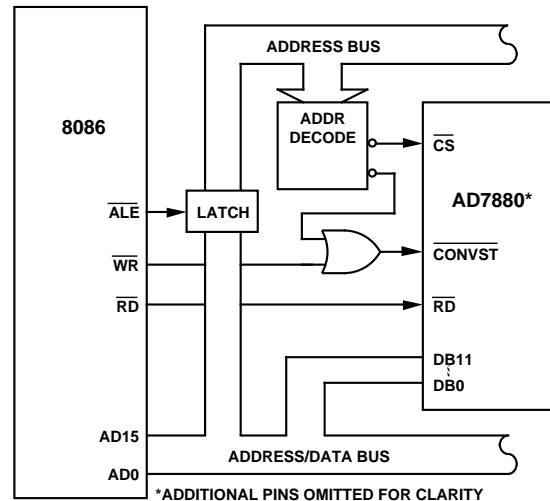 ADDRESS BUS
8086
ADDR
DECODE
CS
AD7880*
ALE
LATCH
WR
CONVST
RD
RD
DB11
DB0
AD15
ADDRESS/DATA BUS
AD0
*ADDITIONAL PINS OMITTED FOR CLARITY